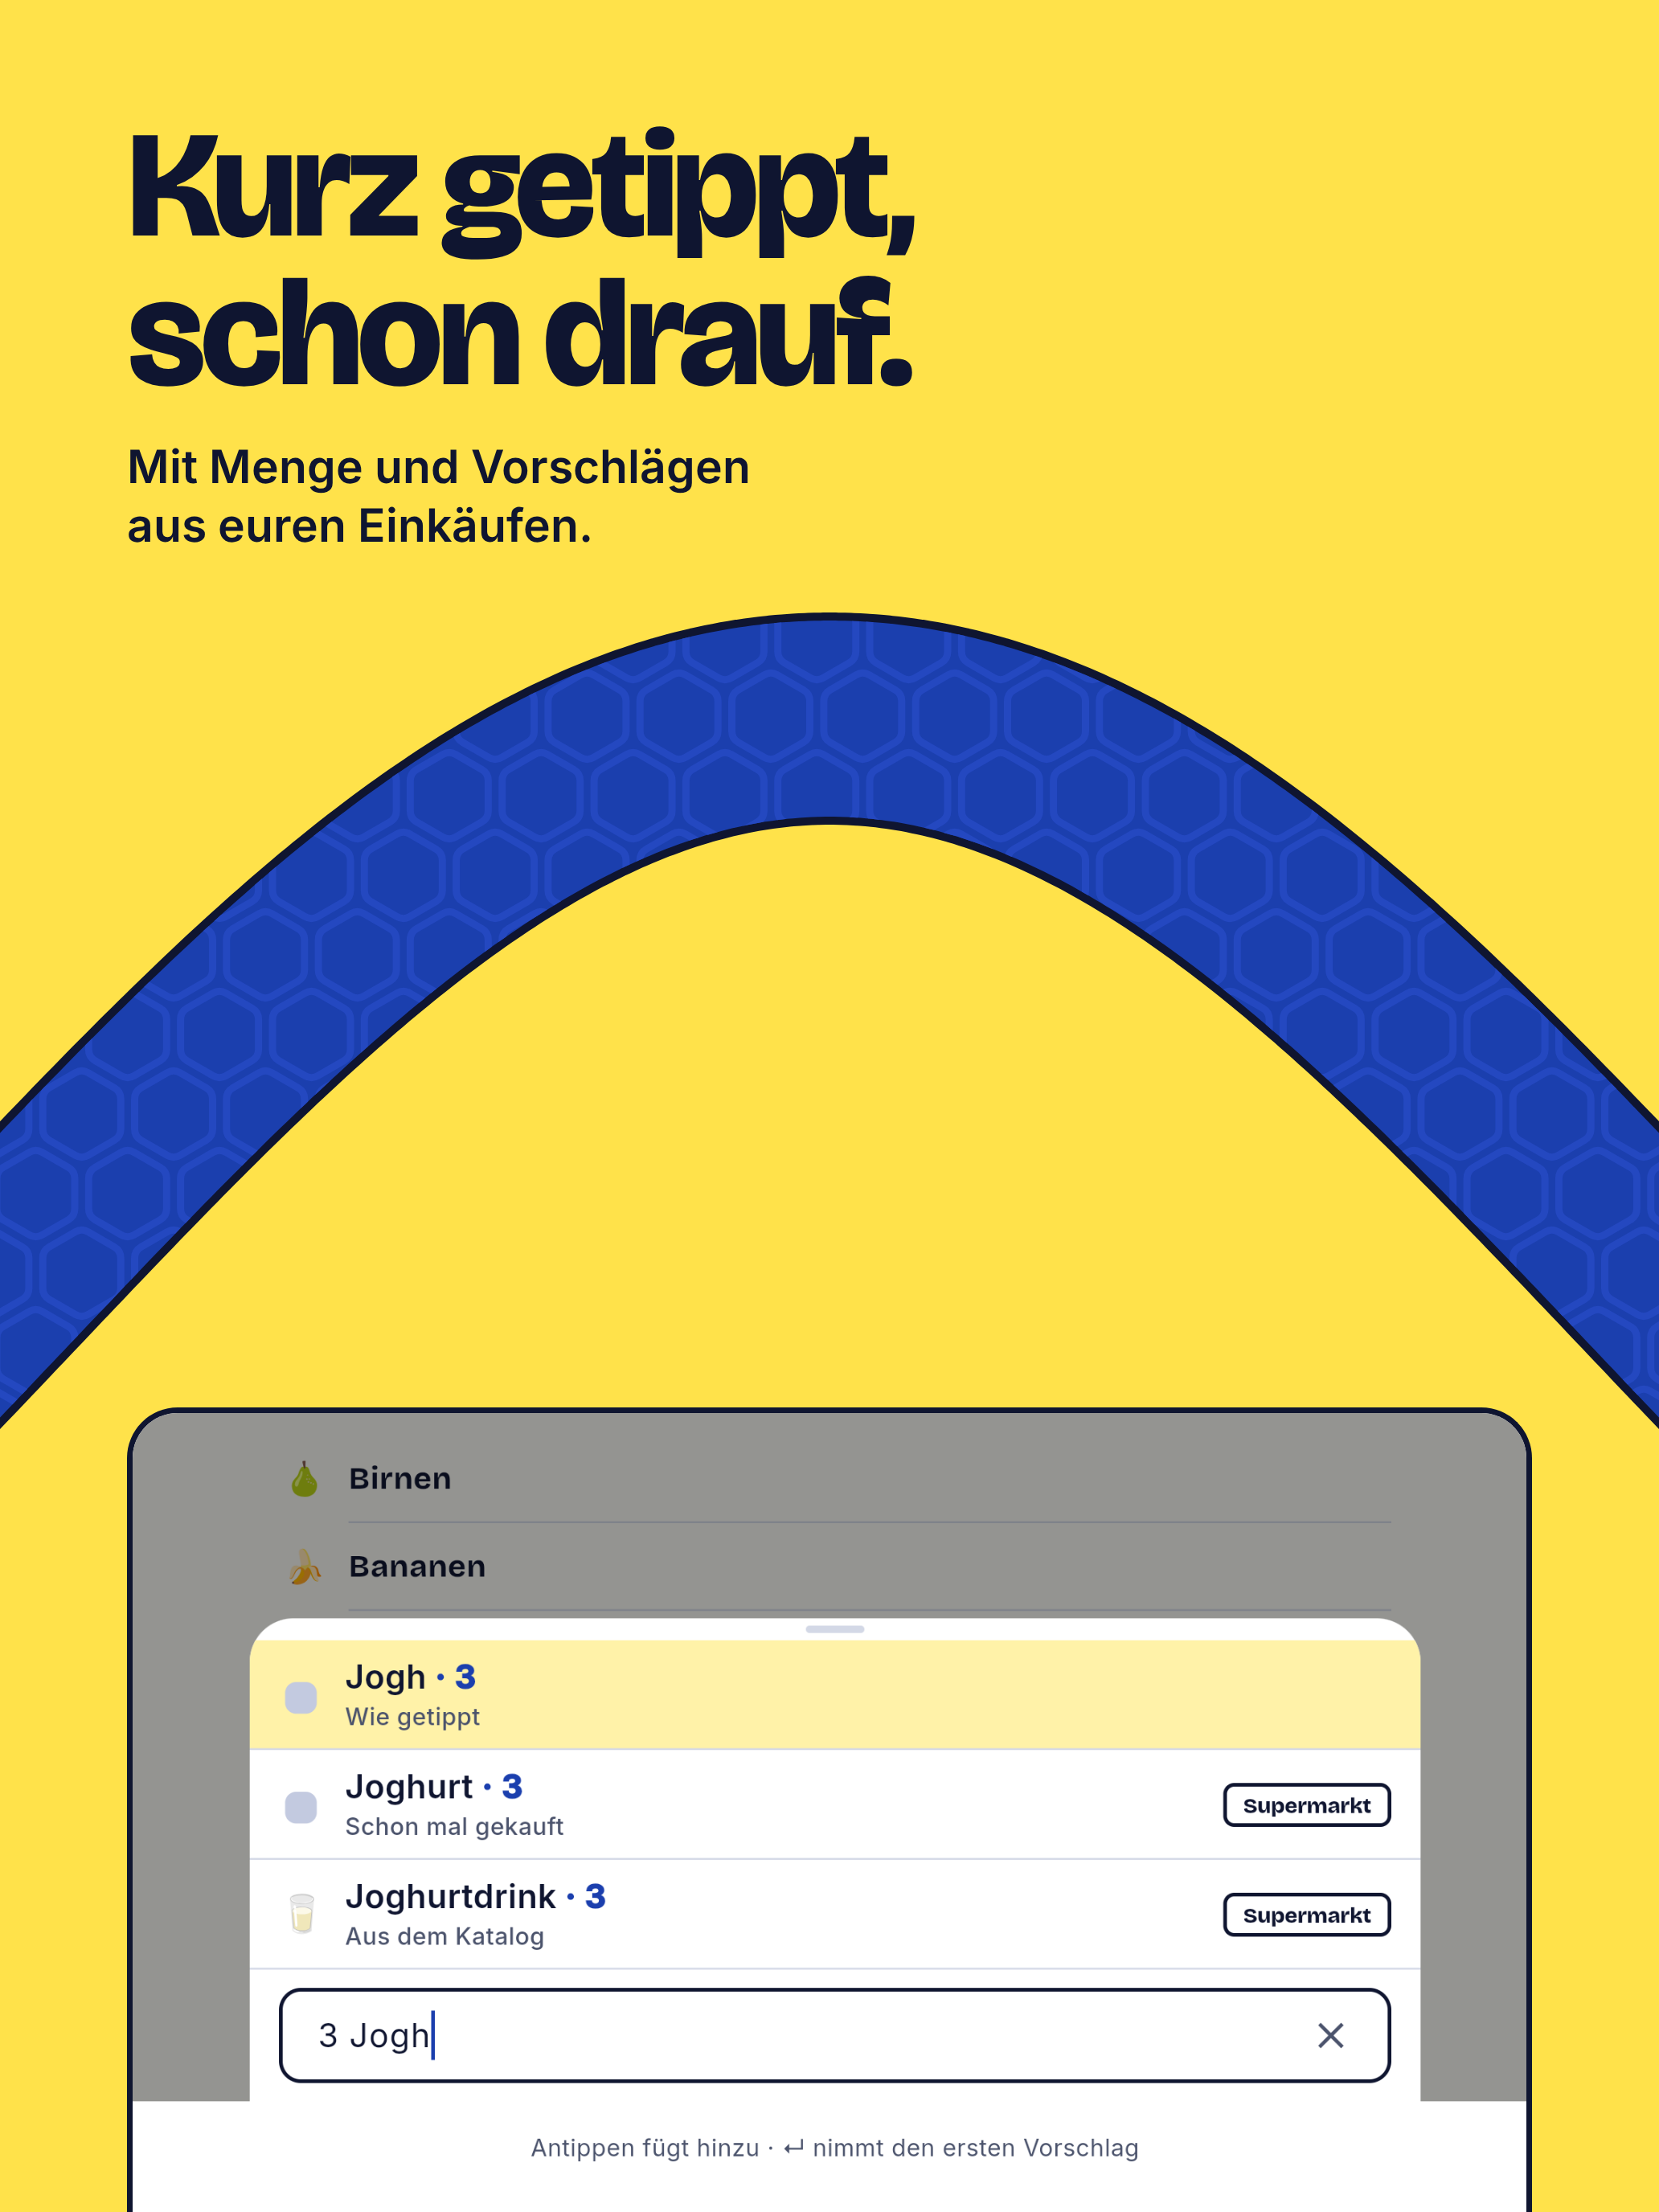 Kurz getippt,
schon drauf.
Mit Menge und Vorschlägen
aus euren Einkäufen.
Birnen
Bananen
Jogh · 3
Wie getippt
Joghurt · 3
Schon mal gekauft
Supermarkt
Joghurtdrink · 3
Aus dem Katalog
Supermarkt
3 Jogh
Antippen fügt hinzu · ↵ nimmt den ersten Vorschlag